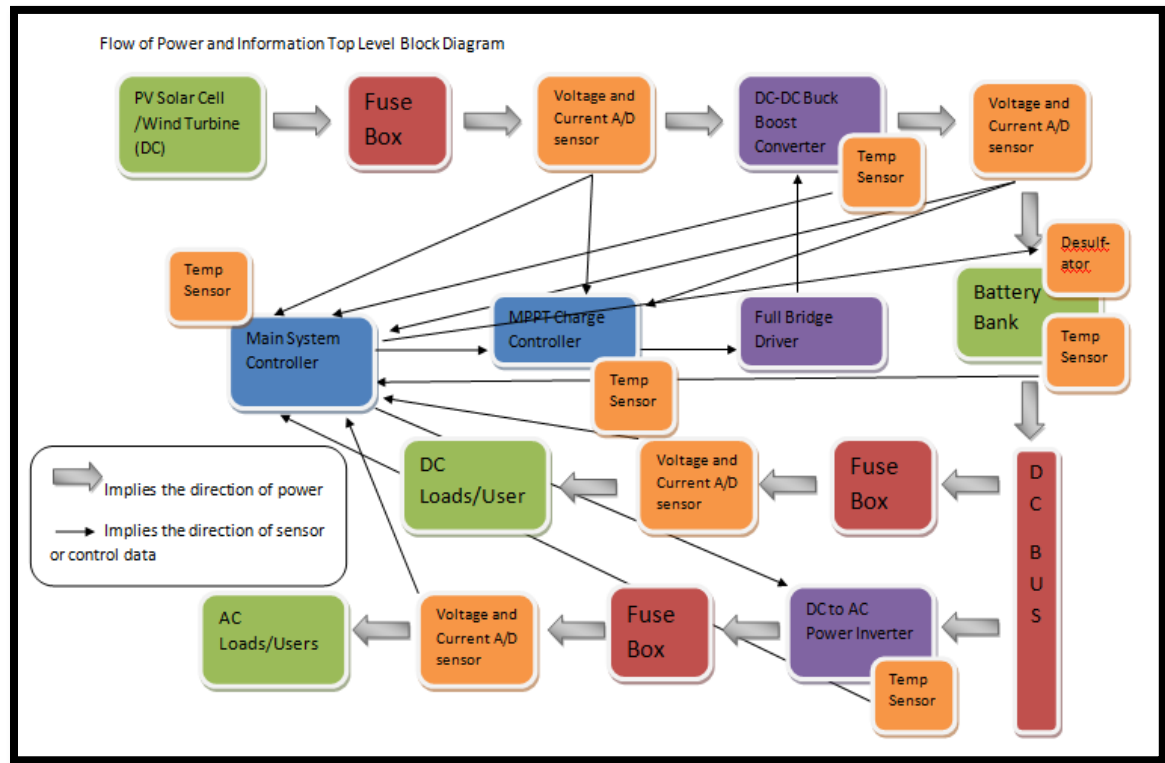 Flow of Power and Information Top Level Block Diagram
PV Solar Cell
/Wind Turbine
(DC)
Fuse
Box
Voltage and
Current A/D
sensor
DC-DC Buck
Boost
Converter
Temp
Sensor
Voltage and
Current A/D
sensor
Desulf-
ator
Battery
Bank
Temp
Sensor
Temp
Sensor
Main System
Controller
MPPT Charge
Controller
Temp
Sensor
Full Bridge
Driver
DC
Loads/User
Voltage and
Current A/D
sensor
Fuse
Box
D
C
B
U
S
Implies the direction of power
Implies the direction of sensor
or control data
AC
Loads/Users
Voltage and
Current A/D
sensor
Fuse
Box
DC to AC
Power Inverter
Temp
Sensor